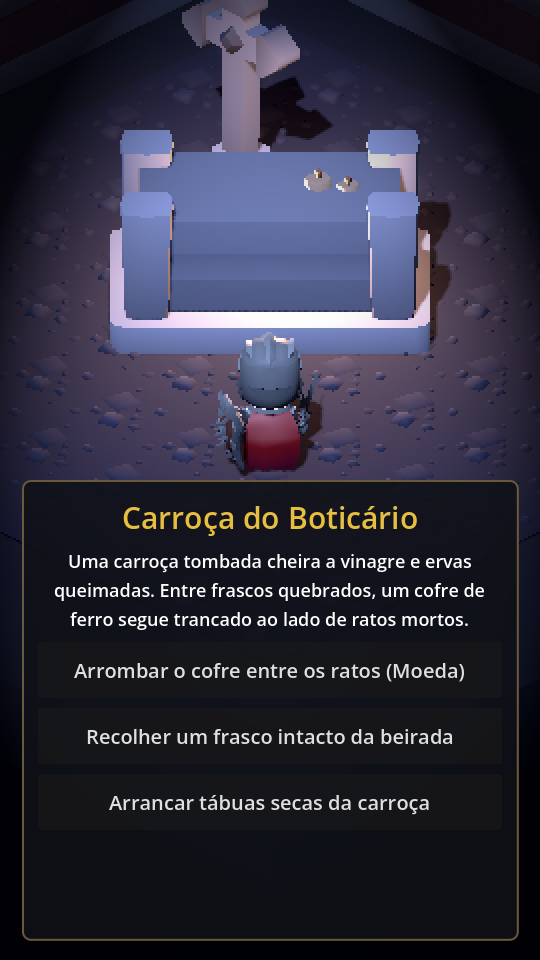 Carroça do Boticário
Uma carroça tombada cheira a vinagre e ervas
queimadas. Entre frascos quebrados, um cofre de
ferro segue trancado ao lado de ratos mortos.
Arrombar o cofre entre os ratos (Moeda)
Recolher um frasco intacto da beirada
Arrancar tábuas secas da carroça